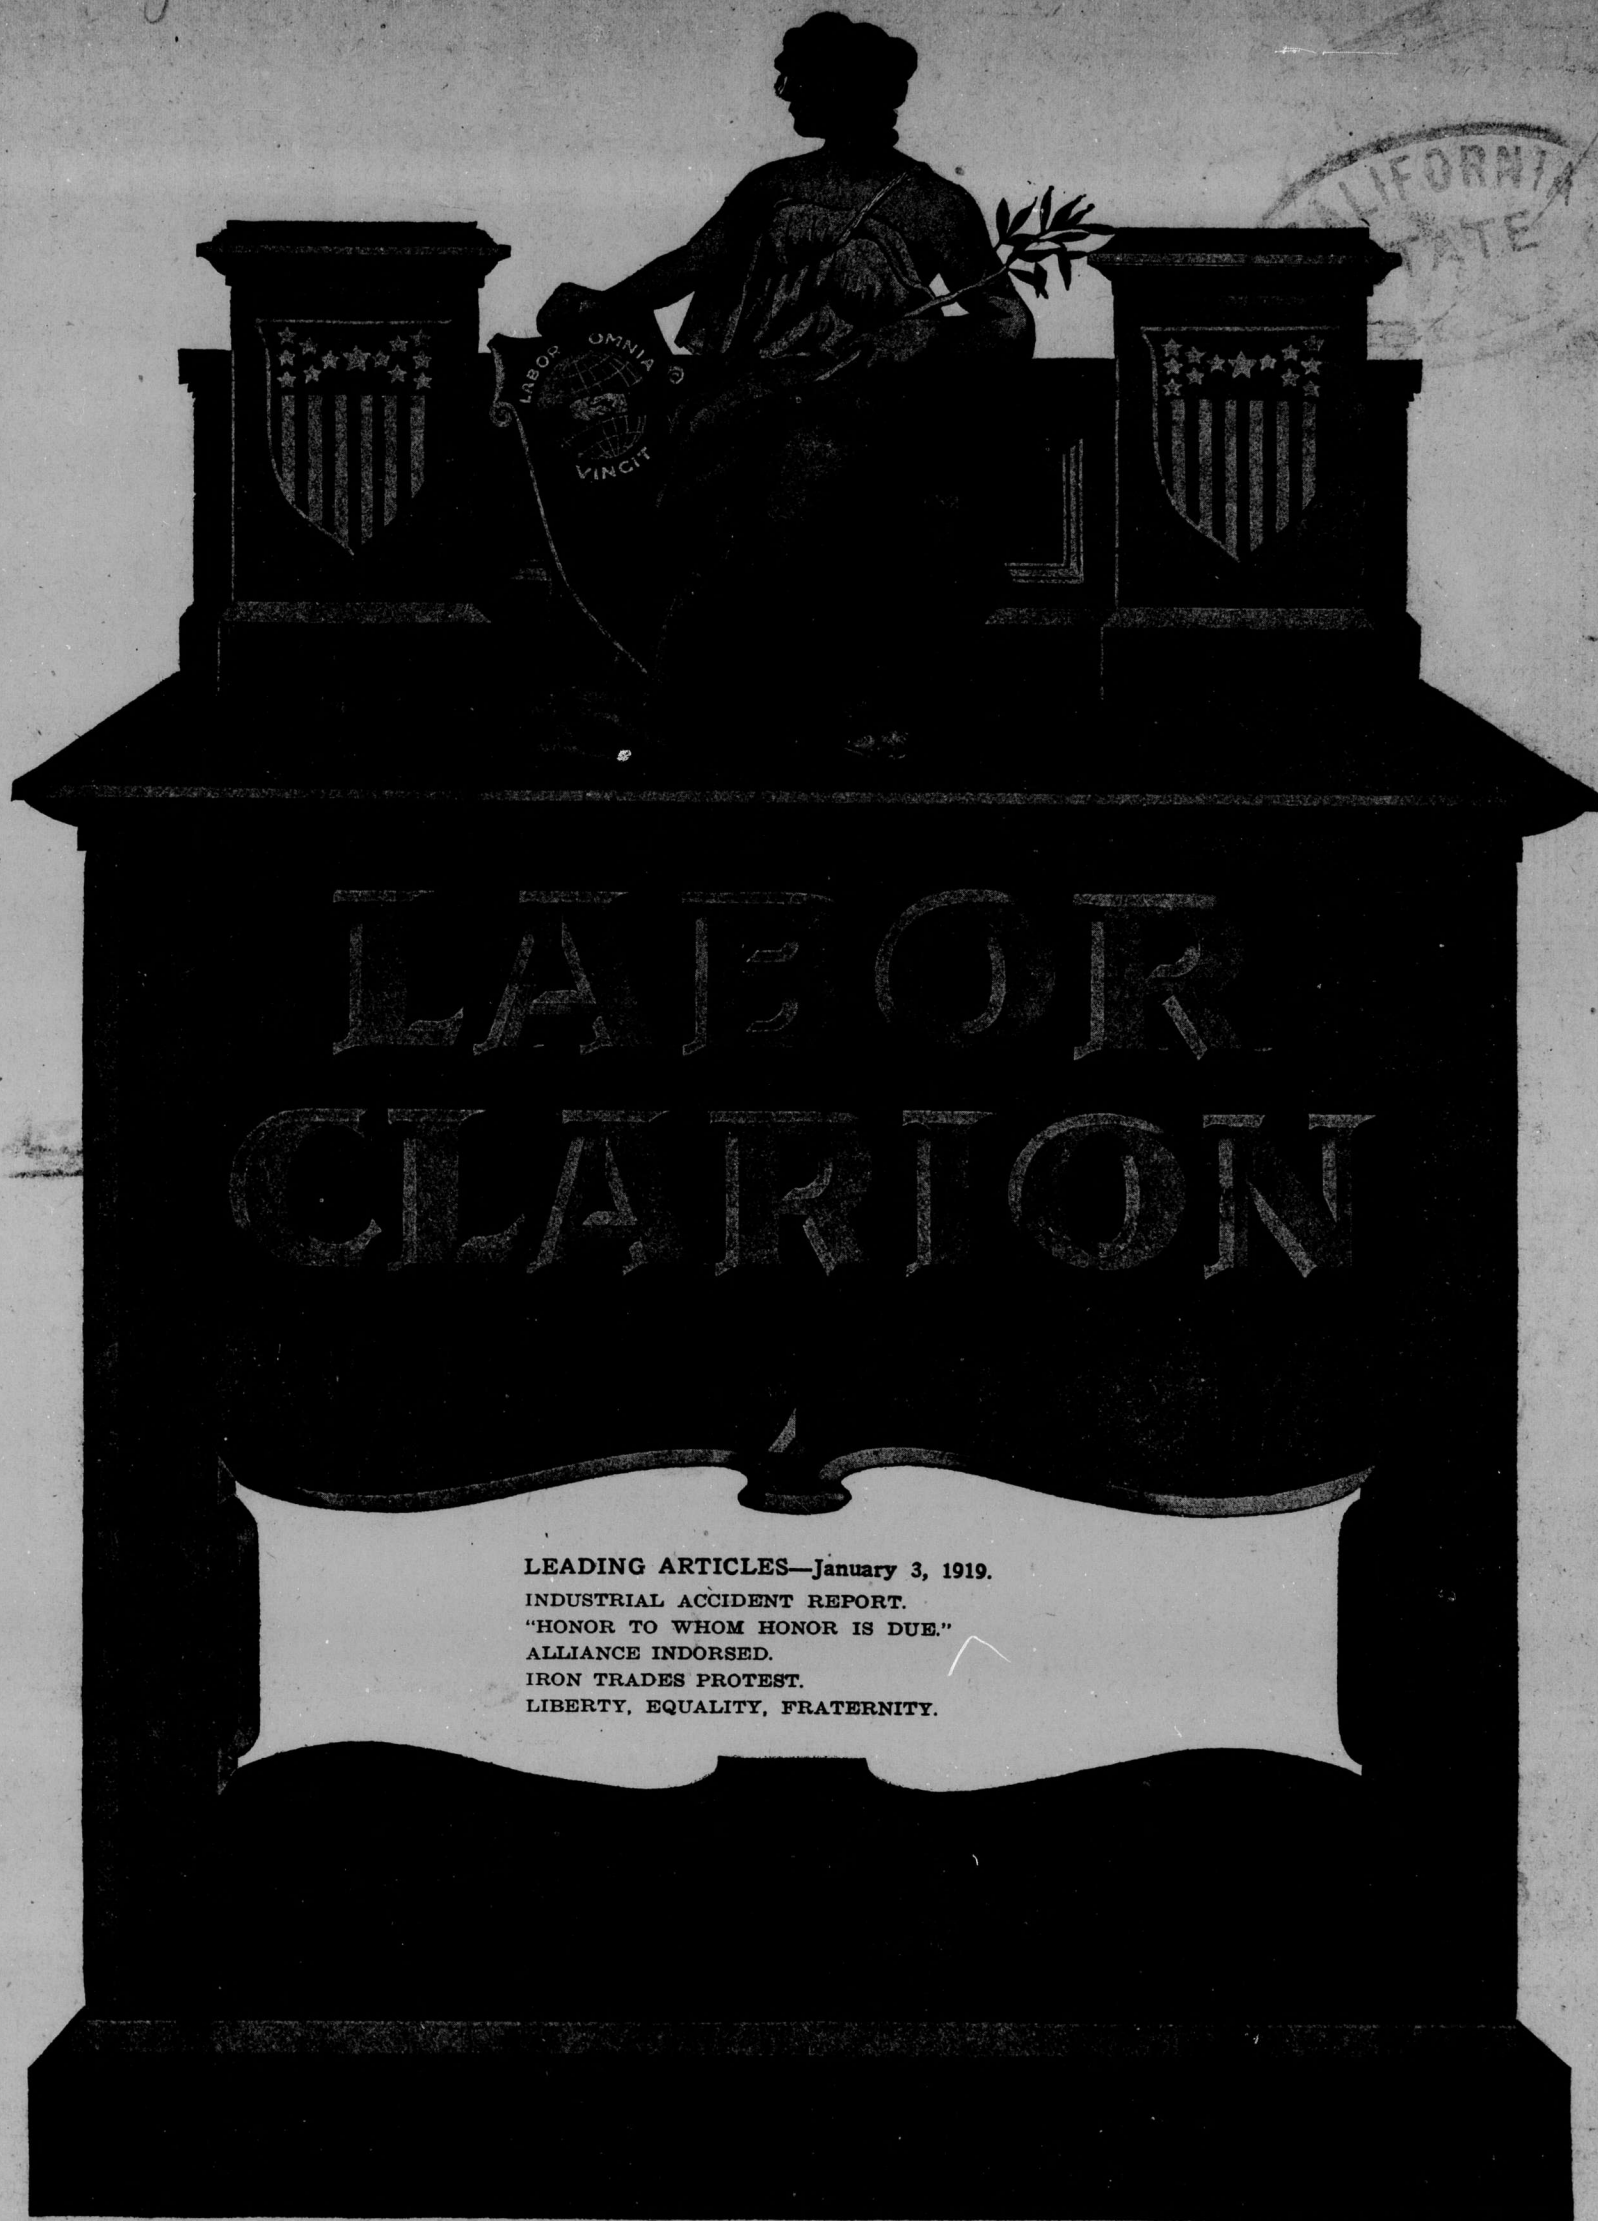 CALIFORNIA
STATE
LABOR OMNIA
VINCIT
LABOR
CLARION
LEADING ARTICLES—January 3, 1919.
INDUSTRIAL ACCIDENT REPORT.
“HONOR TO WHOM HONOR IS DUE.”
ALLIANCE INDORSED.
IRON TRADES PROTEST.
LIBERTY, EQUALITY, FRATERNITY.